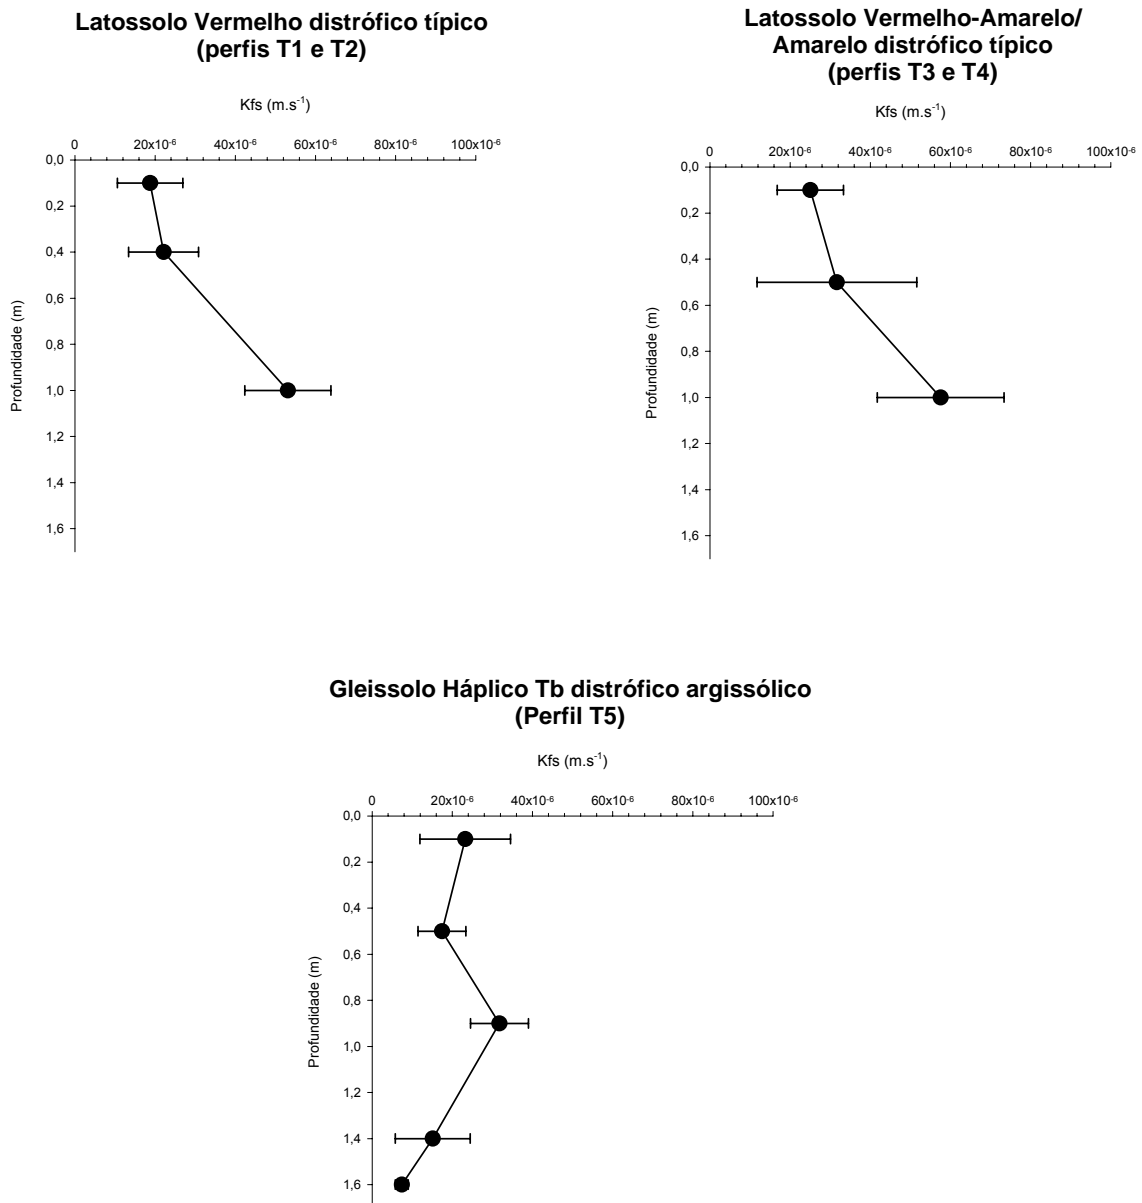 Latossolo Vermelho distrófico típico
(perfis T1 e T2)
Kfs (m.s⁻¹)
0 20x10⁻⁶ 40x10⁻⁶ 60x10⁻⁶ 80x10⁻⁶ 100x10⁻⁶
0,0
0,2
0,4
0,6
0,8
1,0
1,2
1,4
1,6
Profundidade (m)
Latossolo Vermelho-Amarelo/
Amarelo distrófico típico
(perfis T3 e T4)
Kfs (m.s⁻¹)
0 20x10⁻⁶ 40x10⁻⁶ 60x10⁻⁶ 80x10⁻⁶ 100x10⁻⁶
0,0
0,2
0,4
0,6
0,8
1,0
1,2
1,4
1,6
Profundidade (m)
Gleissolo Háplico Tb distrófico argissólico
(Perfil T5)
Kfs (m.s⁻¹)
0 20x10⁻⁶ 40x10⁻⁶ 60x10⁻⁶ 80x10⁻⁶ 100x10⁻⁶
0,0
0,2
0,4
0,6
0,8
1,0
1,2
1,4
1,6
Profundidade (m)